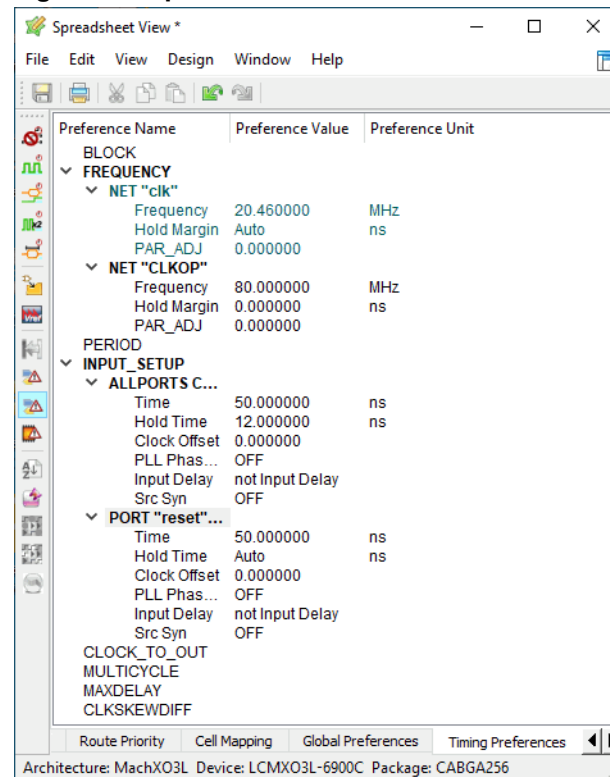 Spreadsheet View *
File Edit View Design Window Help
Preference Name Preference Value Preference Unit
BLOCK
FREQUENCY
NET "clk"
Frequency 20.460000 MHz
Hold Margin Auto ns
PAR_ADJ 0.000000
NET "CLKOP"
Frequency 80.000000 MHz
Hold Margin 0.000000 ns
PAR_ADJ 0.000000
PERIOD
INPUT_SETUP
ALLPORTS C...
Time 50.000000 ns
Hold Time 12.000000 ns
Clock Offset 0.000000
PLL Phas... OFF
Input Delay not Input Delay
Src Syn OFF
PORT "reset"...
Time 50.000000 ns
Hold Time Auto ns
Clock Offset 0.000000
PLL Phas... OFF
Input Delay not Input Delay
Src Syn OFF
CLOCK_TO_OUT
MULTICYCLE
MAXDELAY
CLKSKEWDIFF
Route Priority Cell Mapping Global Preferences Timing Preferences
Architecture: MachXO3L Device: LCMXO3L-6900C Package: CABGA256